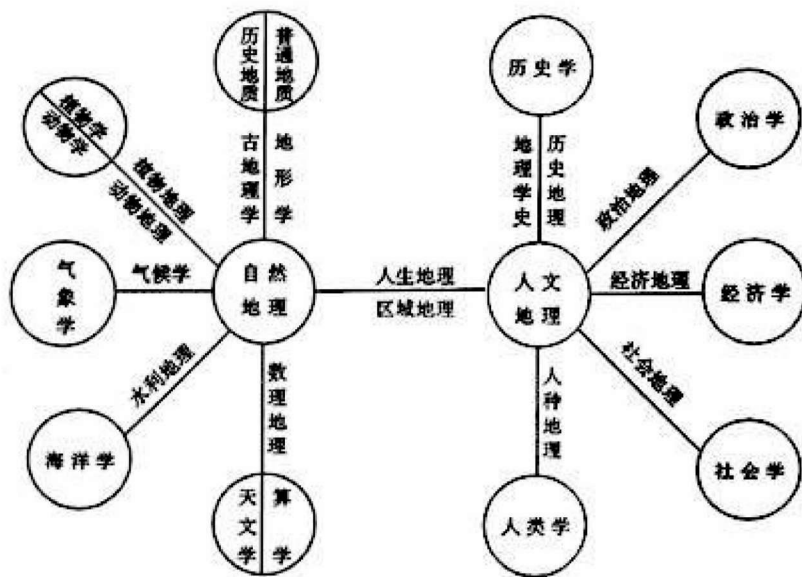 历史地质
普通地质
历史学
植物学
动物学
政治学
古地理学
地形学
地理学史
历史地理
植物地理
动物地理
政治地理
气象学
气候学
自然地理
人生地理
区域地理
人文地理
经济地理
经济学
水利地理
数理地理
人种地理
社会地理
海洋学
天文学
算学
人类学
社会学